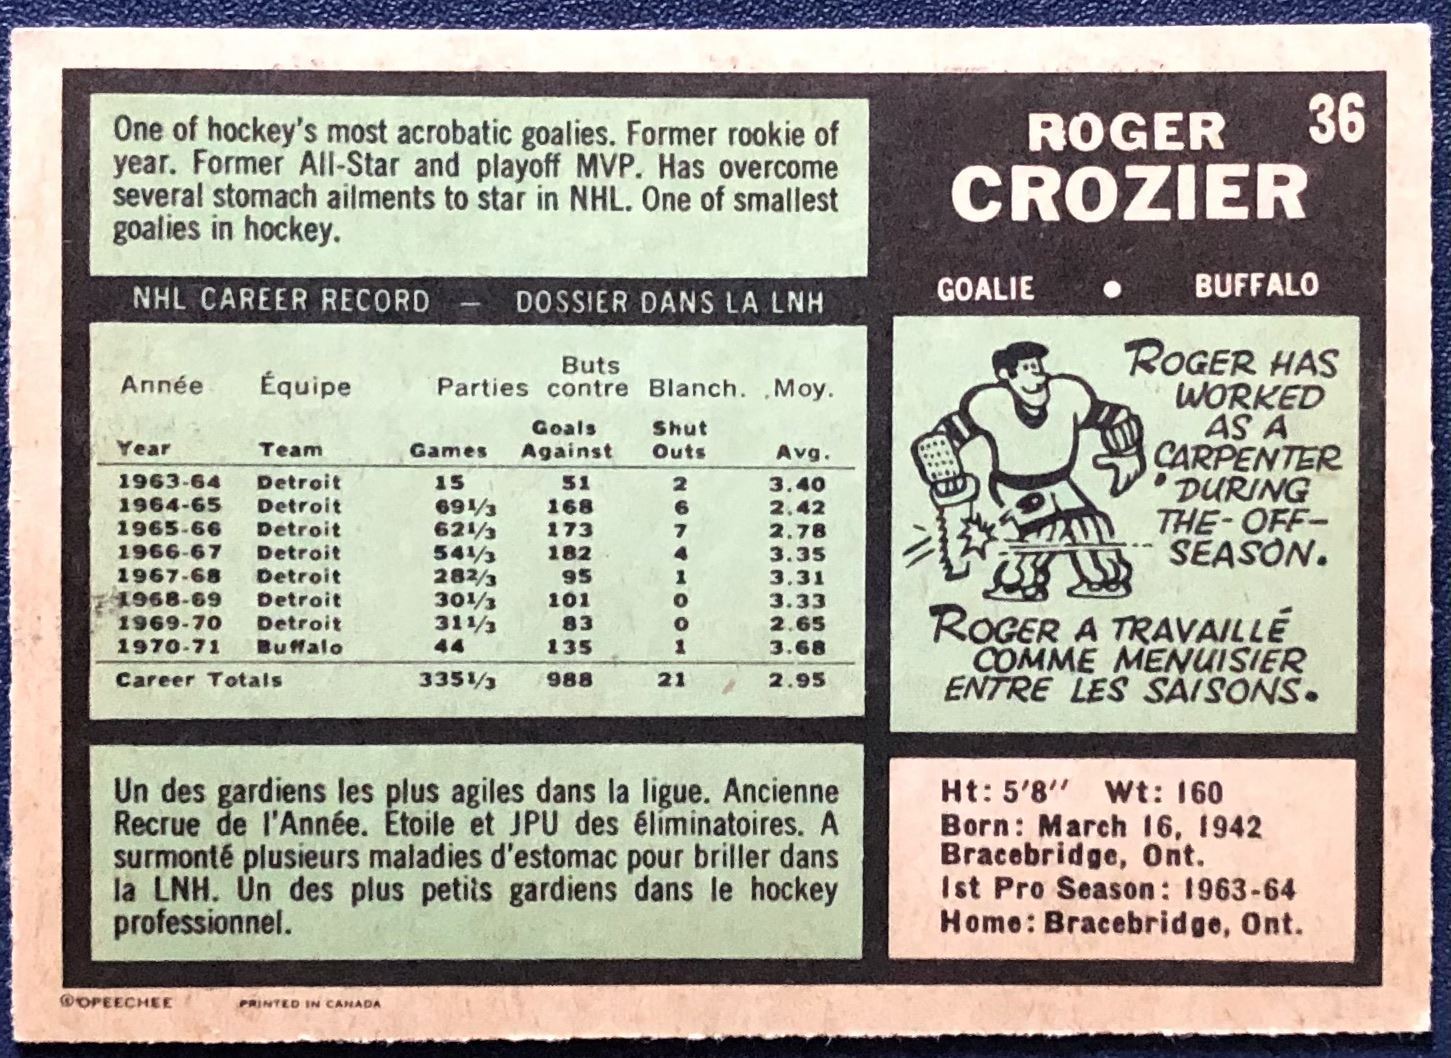 One of hockey's most acrobatic goalies. Former rookie of
year. Former All-Star and playoff MVP. Has overcome
several stomach ailments to star in NHL. One of smallest
goalies in hockey.
36
ROGER
CROZIER
GOALIE • BUFFALO
NHL CAREER RECORD — DOSSIER DANS LA LNH
Buts
Année Équipe Parties contre Blanch. Moy.
Goals Shut
Year Team Games Against Outs Avg.
1963-64 Detroit 15 51 2 3.40
1964-65 Detroit 691/3 168 6 2.42
1965-66 Detroit 621/3 173 7 2.78
1966-67 Detroit 541/3 182 4 3.35
1967-68 Detroit 282/3 95 1 3.31
1968-69 Detroit 301/3 101 0 3.33
1969-70 Detroit 311/3 83 0 2.65
1970-71 Buffalo 44 135 1 3.68
Career Totals 3351/3 988 21 2.95
ROGER HAS
WORKED
AS A
CARPENTER
DURING
THE-OFF-
SEASON.
ROGER A TRAVAILLÉ
COMME MENUISIER
ENTRE LES SAISONS.
Un des gardiens les plus agiles dans la ligue. Ancienne
Recrue de l'Année. Etoile et JPU des éliminatoires. A
surmonté plusieurs maladies d'estomac pour briller dans
la LNH. Un des plus petits gardiens dans le hockey
professionnel.
Ht: 5'8" Wt: 160
Born: March 16, 1942
Bracebridge, Ont.
1st Pro Season: 1963-64
Home: Bracebridge, Ont.
©OPEECHEE PRINTED IN CANADA